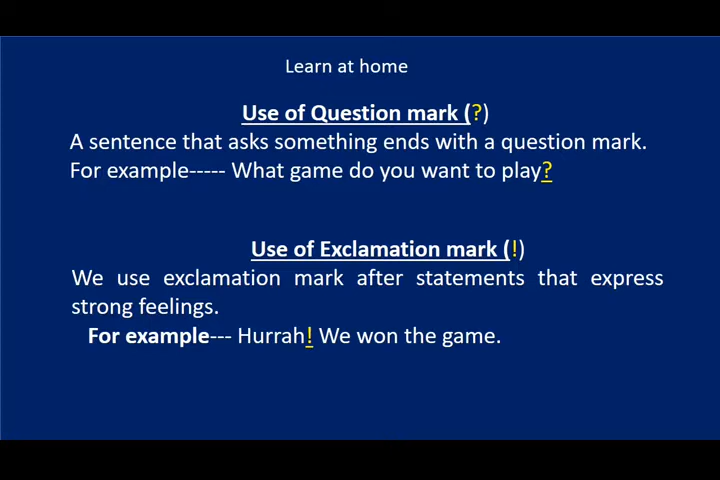 Learn at home
Use of Question mark (?)
A sentence that asks something ends with a question mark.
For example----- What game do you want to play?
Use of Exclamation mark (!)
We use exclamation mark after statements that express
strong feelings.
For example--- Hurrah! We won the game.